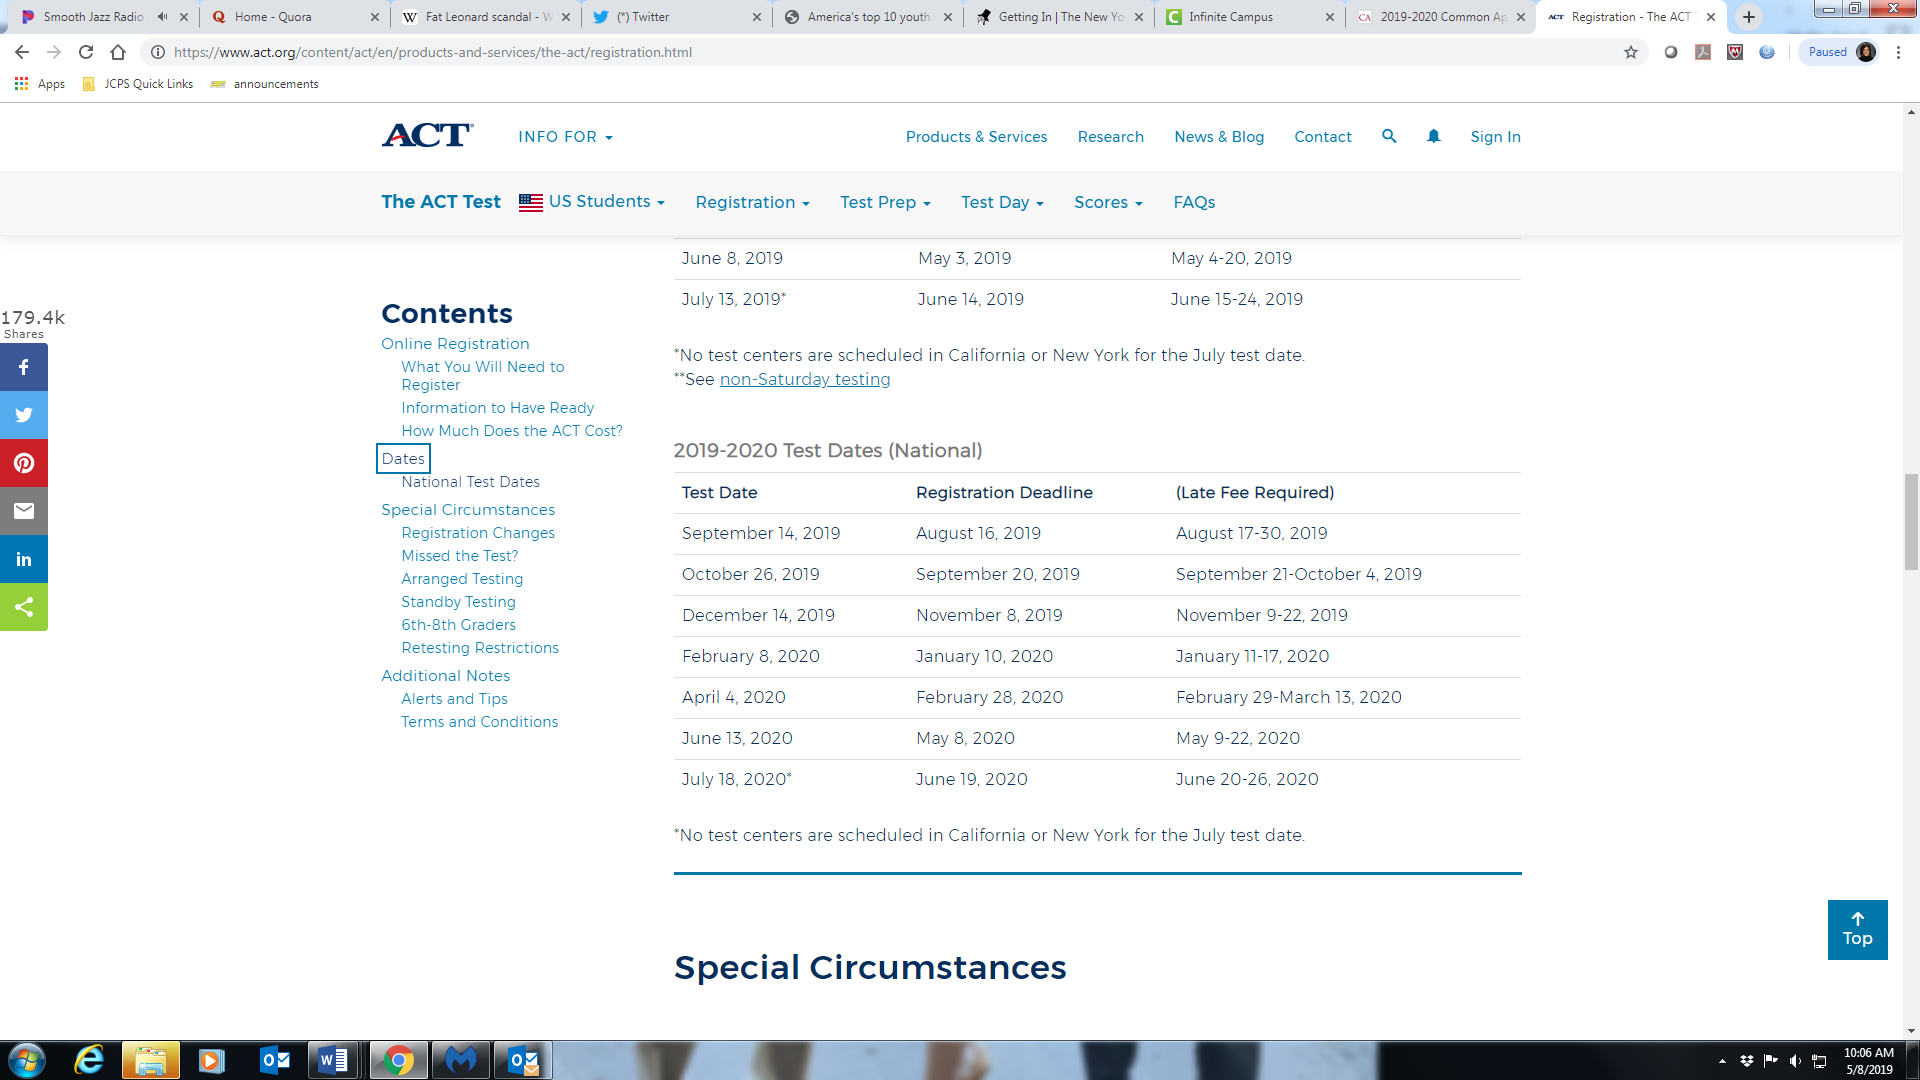 Smooth Jazz Radio
Home - Quora
Fat Leonard scandal - W
(*) Twitter
America's top 10 youth
Getting In | The New Yo
Infinite Campus
2019-2020 Common Ap
Registration - The ACT T
https://www.act.org/content/act/en/products-and-services/the-act/registration.html
Paused
Apps
JCPS Quick Links
announcements
ACT
INFO FOR
Products & Services
Research
News & Blog
Contact
Sign In
The ACT Test
US Students
Registration
Test Prep
Test Day
Scores
FAQs
179.4k
Shares
Contents
Online Registration
What You Will Need to
Register
Information to Have Ready
How Much Does the ACT Cost?
Dates
National Test Dates
Special Circumstances
Registration Changes
Missed the Test?
Arranged Testing
Standby Testing
6th-8th Graders
Retesting Restrictions
Additional Notes
Alerts and Tips
Terms and Conditions
June 8, 2019 May 3, 2019 May 4-20, 2019
July 13, 2019* June 14, 2019 June 15-24, 2019
*No test centers are scheduled in California or New York for the July test date.
**See non-Saturday testing
2019-2020 Test Dates (National)
Test Date Registration Deadline (Late Fee Required)
September 14, 2019 August 16, 2019 August 17-30, 2019
October 26, 2019 September 20, 2019 September 21-October 4, 2019
December 14, 2019 November 8, 2019 November 9-22, 2019
February 8, 2020 January 10, 2020 January 11-17, 2020
April 4, 2020 February 28, 2020 February 29-March 13, 2020
June 13, 2020 May 8, 2020 May 9-22, 2020
July 18, 2020* June 19, 2020 June 20-26, 2020
*No test centers are scheduled in California or New York for the July test date.
Special Circumstances
Top
10:06 AM
5/8/2019